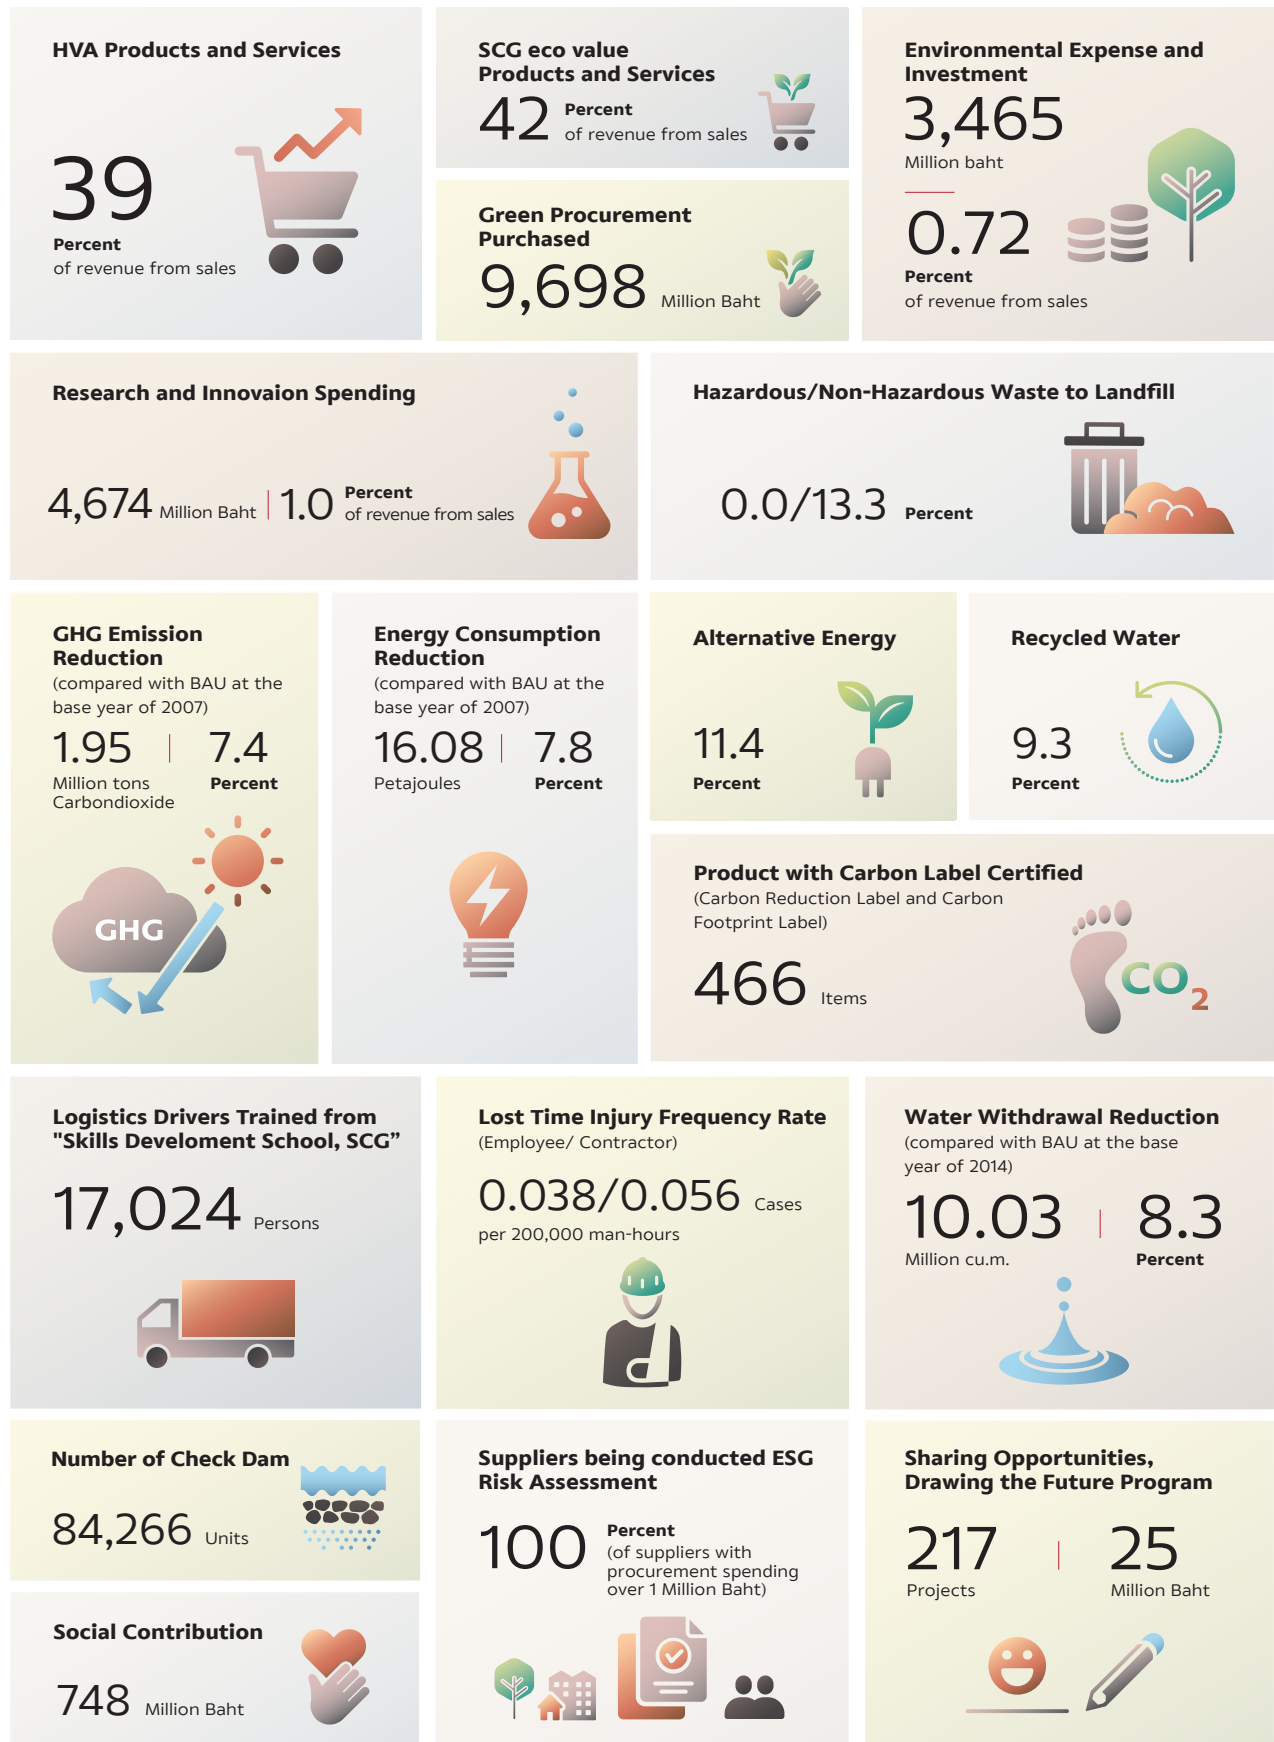 HVA Products and Services
39
Percent
of revenue from sales
SCG eco value
Products and Services
42 Percent
of revenue from sales
Green Procurement
Purchased
9,698 Million Baht
Environmental Expense and
Investment
3,465
Million baht
0.72
Percent
of revenue from sales
Research and Innovaion Spending
4,674 Million Baht 1.0 Percent
of revenue from sales
Hazardous/Non-Hazardous Waste to Landfill
0.0/13.3 Percent
GHG Emission
Reduction
(compared with BAU at the
base year of 2007)
1.95 7.4
Million tons Percent
Carbondioxide
GHG
Energy Consumption
Reduction
(compared with BAU at the
base year of 2007)
16.08 7.8
Petajoules Percent
Alternative Energy
11.4
Percent
Recycled Water
9.3
Percent
Product with Carbon Label Certified
(Carbon Reduction Label and Carbon
Footprint Label)
466 Items
CO2
Logistics Drivers Trained from
"Skills Develoment School, SCG”
17,024 Persons
Lost Time Injury Frequency Rate
(Employee/ Contractor)
0.038/0.056 Cases
per 200,000 man-hours
Water Withdrawal Reduction
(compared with BAU at the base
year of 2014)
10.03 8.3
Million cu.m. Percent
Number of Check Dam
84,266 Units
Social Contribution
748 Million Baht
Suppliers being conducted ESG
Risk Assessment
100 Percent
(of suppliers with
procurement spending
over 1 Million Baht)
Sharing Opportunities,
Drawing the Future Program
217 25
Projects Million Baht